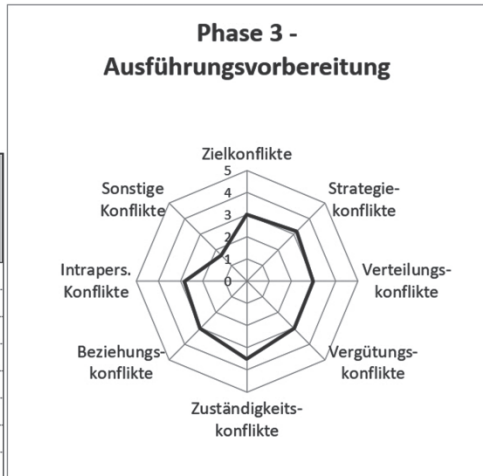 Phase 3 -
Ausführungsvorbereitung
Zielkonflikte
5
4
3
2
1
0
Sonstige
Konflikte
Strategie-
konflikte
Intrapers.
Konflikte
Verteilungs-
konflikte
Beziehungs-
konflikte
Vergütungs-
konflikte
Zuständigkeits-
konflikte